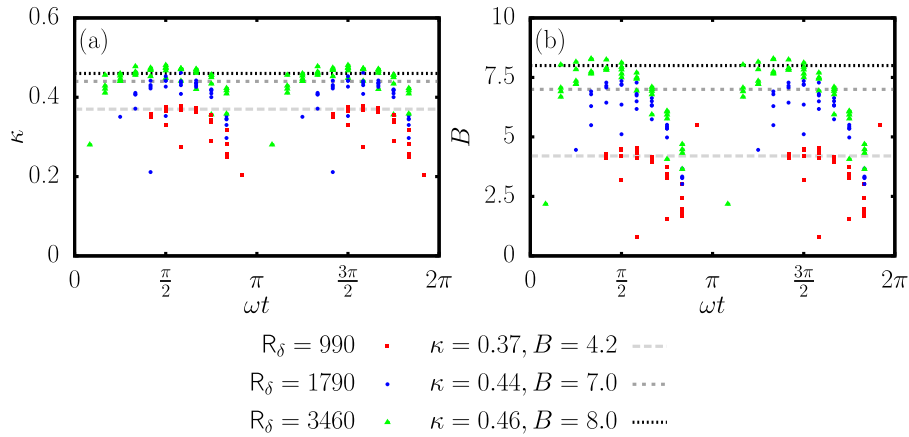 (a)
κ
0.6
0.4
0.2
0
0 π/2 π 3π/2 2π
ωt
(b)
B
10
7.5
5
2.5
0
0 π/2 π 3π/2 2π
ωt
R_δ = 990 κ = 0.37, B = 4.2
R_δ = 1790 κ = 0.44, B = 7.0
R_δ = 3460 κ = 0.46, B = 8.0